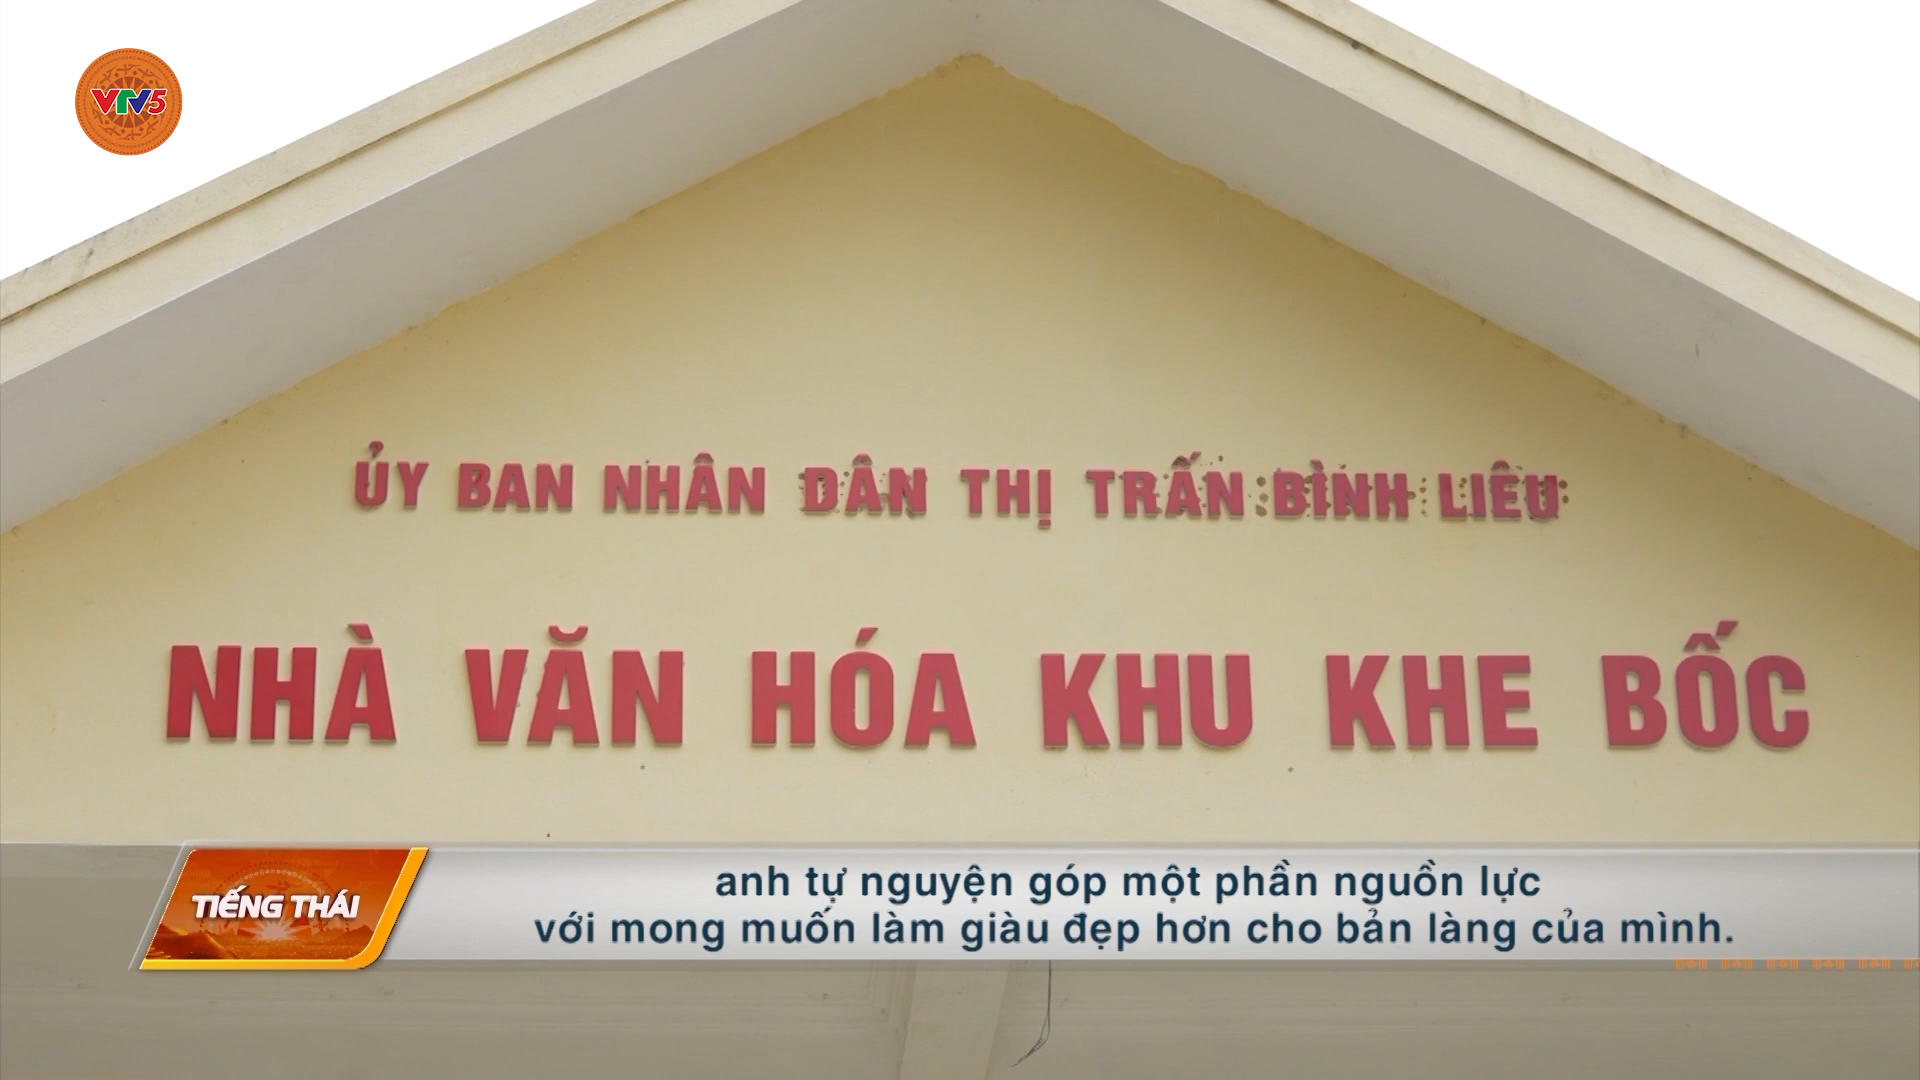 VTV5
ỦY BAN NHÂN DÂN THỊ TRẤN BÌNH LIÊU
NHÀ VĂN HÓA KHU KHE BỐC
TIẾNG THÁI
anh tự nguyện góp một phần nguồn lực
với mong muốn làm giàu đẹp hơn cho bản làng của mình.